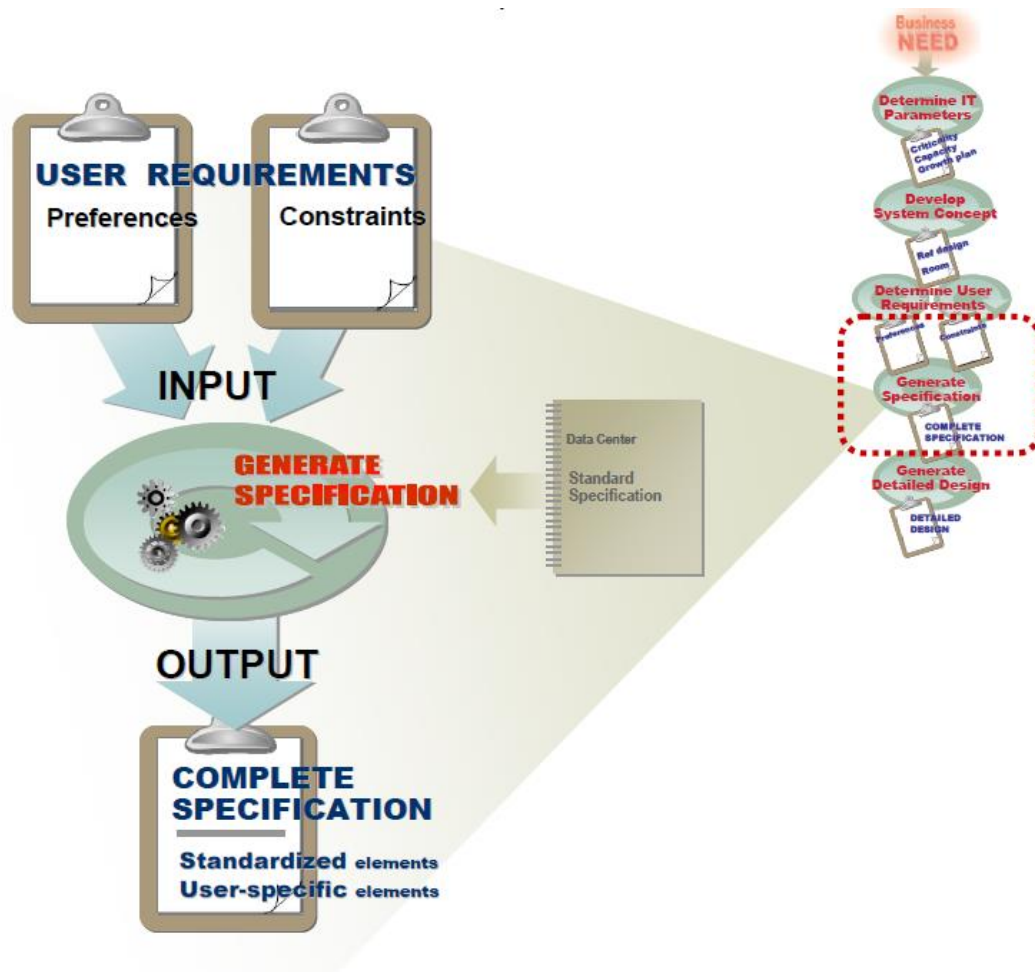 USER REQUIREMENTS
Preferences
Constraints
INPUT
GENERATE
SPECIFICATION
Data Center
Standard
Specification
OUTPUT
COMPLETE
SPECIFICATION
Standardized elements
User-specific elements
Business
NEED
Determine IT
Parameters
Criticality
Capacity
Growth plan
Develop
System Concept
Ref design
Room
Determine User
Requirements
Preferences
Constraints
Generate
Specification
COMPLETE
SPECIFICATION
Generate
Detailed Design
DETAILED
DESIGN